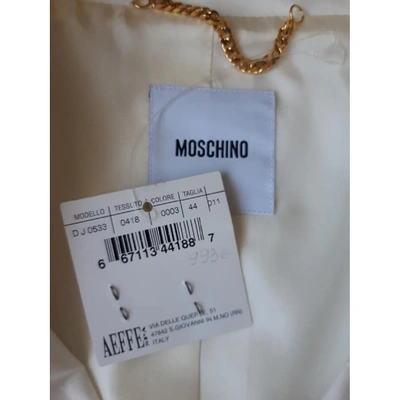 MOSCHINO
MODELLO TESSUTO COLORE TAGLIA
D J 0533 0418 0003 44 011
6 67113 44188 7
AEFFE SPA
VIA DELLE QUERCE, 51
47842 S.GIOVANNI IN M.NO (RN)
ITALY